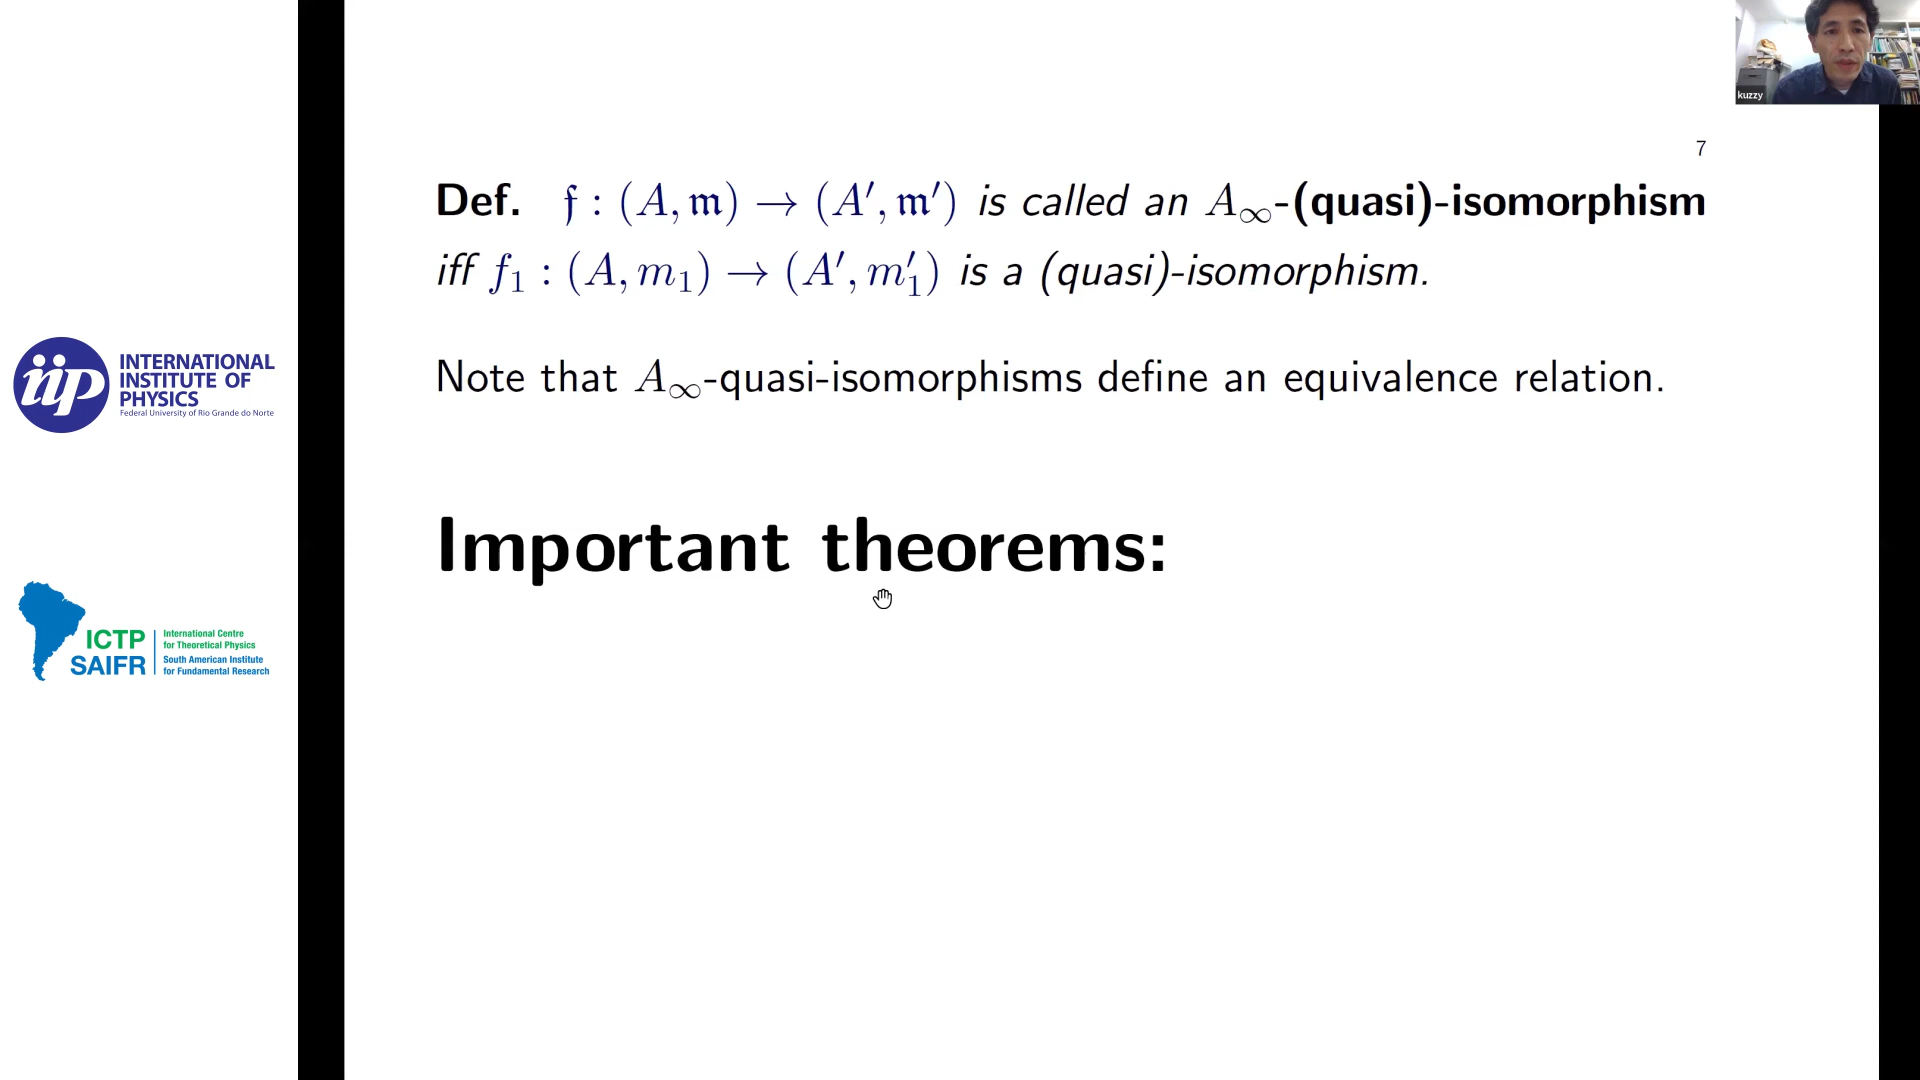 kuzzy
7
Def. 𝔣 : (A, 𝔪) → (A′, 𝔪′) is called an A∞-(quasi)-isomorphism
iff f₁ : (A, m₁) → (A′, m′₁) is a (quasi)-isomorphism.
Note that A∞-quasi-isomorphisms define an equivalence relation.
Important theorems:
iip
INTERNATIONAL
INSTITUTE OF
PHYSICS
Federal University of Rio Grande do Norte
ICTP
SAIFR
International Centre
for Theoretical Physics
South American Institute
for Fundamental Research